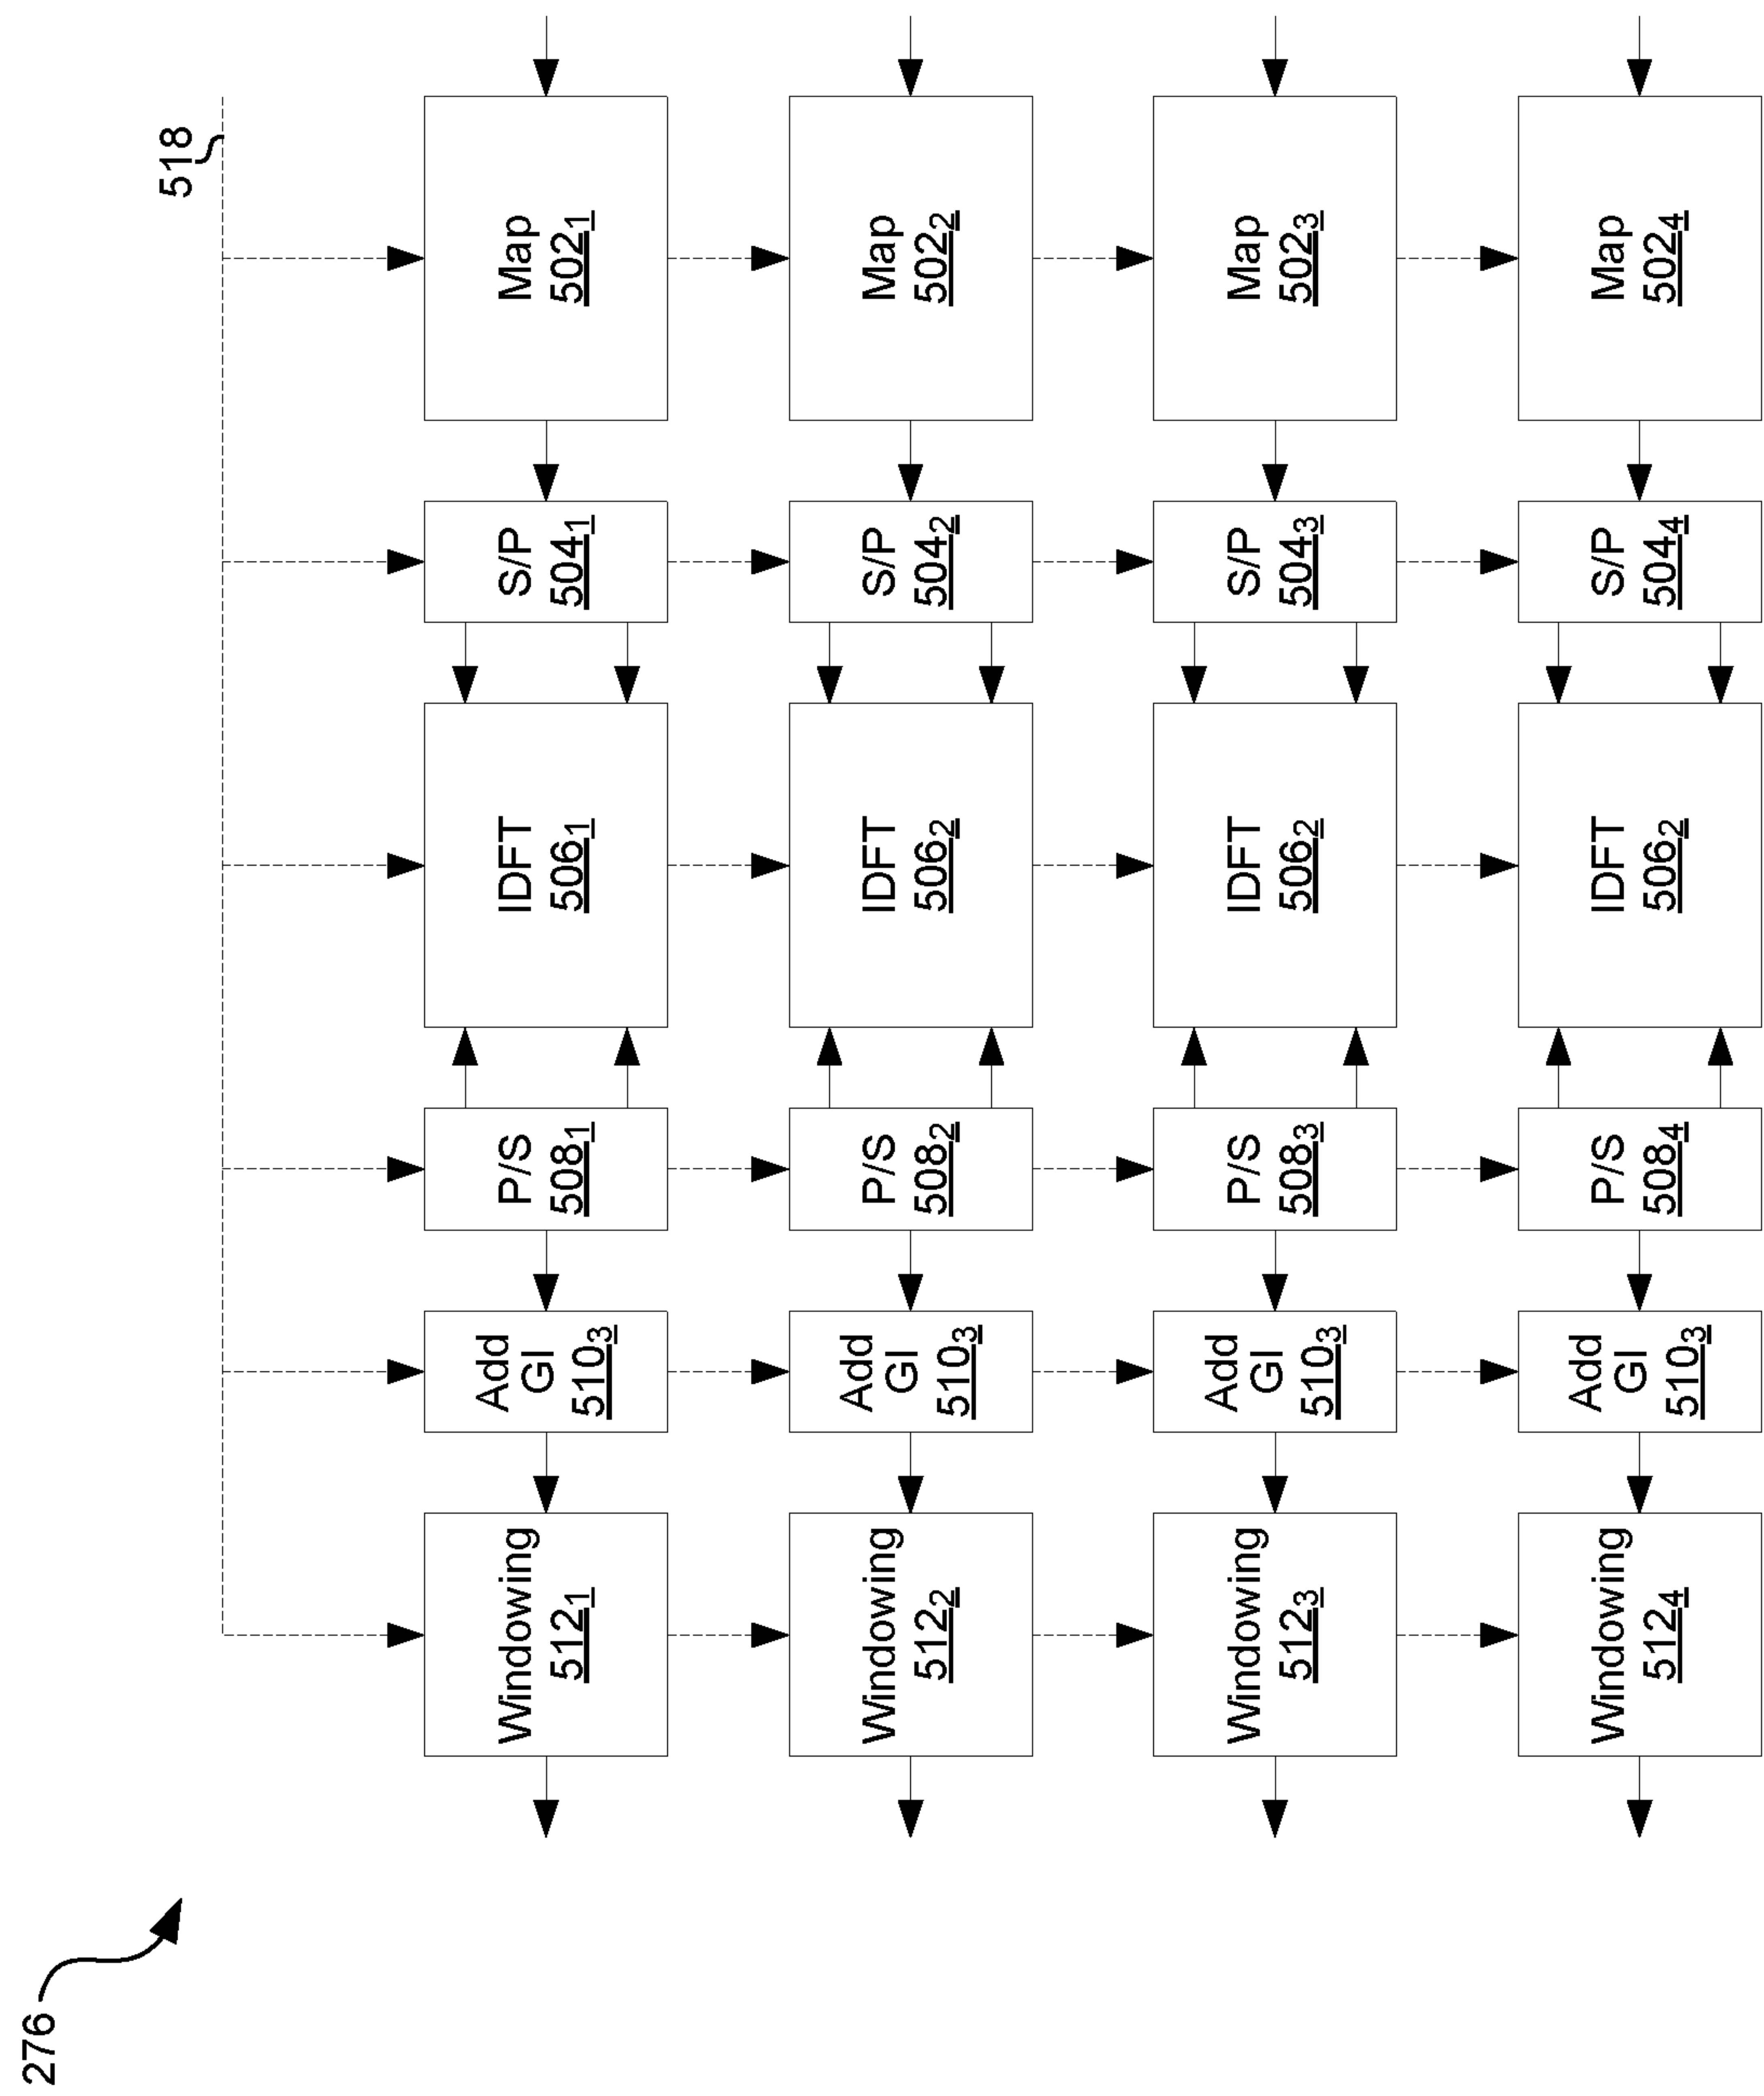 276
518
Windowing
512₁
Add
GI
510₃
P/S
508₁
IDFT
506₁
S/P
504₁
Map
502₁
Windowing
512₂
Add
GI
510₃
P/S
508₂
IDFT
506₂
S/P
504₂
Map
502₂
Windowing
512₃
Add
GI
510₃
P/S
508₃
IDFT
506₂
S/P
504₃
Map
502₃
Windowing
512₄
Add
GI
510₃
P/S
508₄
IDFT
506₂
S/P
504₄
Map
502₄